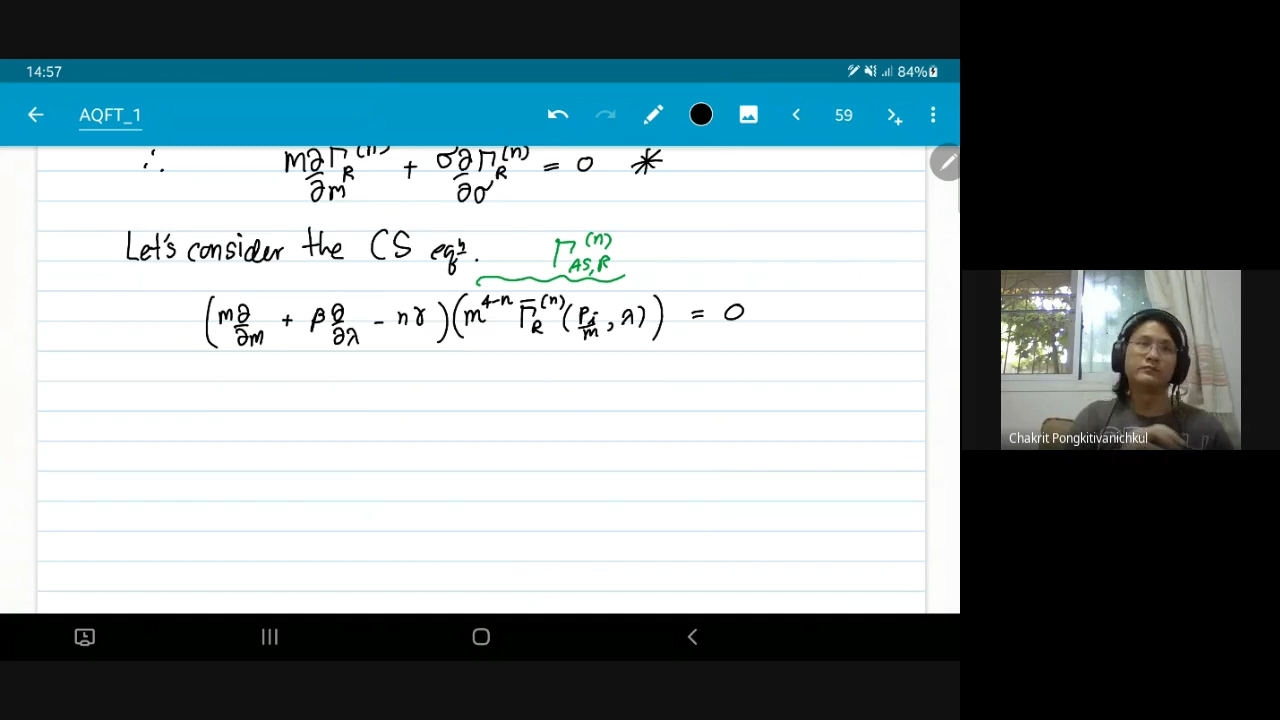 14:57
84%
AQFT_1
59
∴ m∂Γ_R^(n)/∂m + σ∂Γ_R^(n)/∂σ = 0 *
Let's consider the CS eqⁿ.
Γ_AS,R^(n)
(m∂/∂m + β∂/∂λ - nγ)(m^(4-n) Γ̄_R^(n)(p_i/m, λ)) = 0
Chakrit Pongkitivanichkul